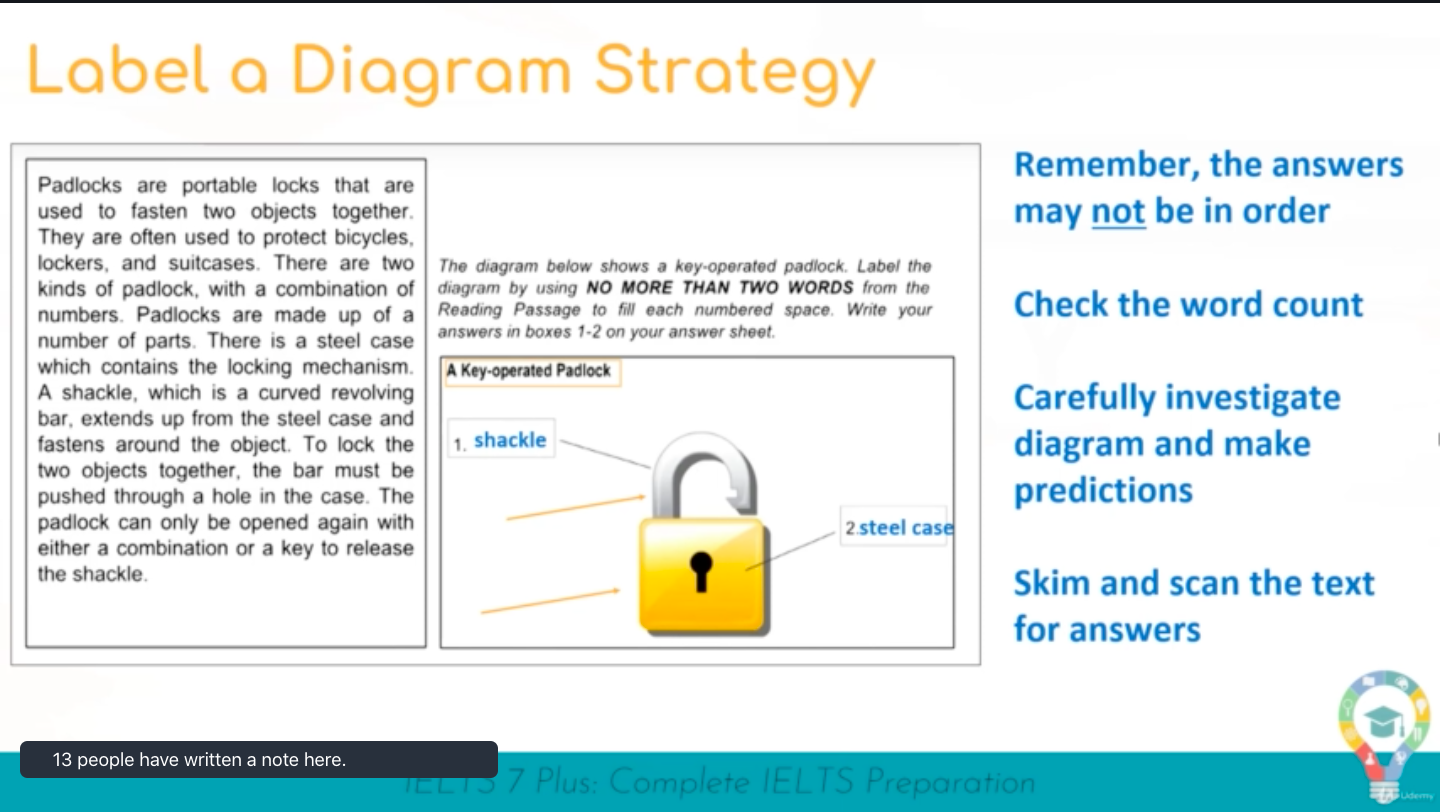 Label a Diagram Strategy
Padlocks are portable locks that are
used to fasten two objects together.
They are often used to protect bicycles,
lockers, and suitcases. There are two
kinds of padlock, with a combination of
numbers. Padlocks are made up of a
number of parts. There is a steel case
which contains the locking mechanism.
A shackle, which is a curved revolving
bar, extends up from the steel case and
fastens around the object. To lock the
two objects together, the bar must be
pushed through a hole in the case. The
padlock can only be opened again with
either a combination or a key to release
the shackle.
The diagram below shows a key-operated padlock. Label the
diagram by using NO MORE THAN TWO WORDS from the
Reading Passage to fill each numbered space. Write your
answers in boxes 1-2 on your answer sheet.
A Key-operated Padlock
1. shackle
2.steel case
Remember, the answers
may not be in order
Check the word count
Carefully investigate
diagram and make
predictions
Skim and scan the text
for answers
13 people have written a note here.
IELTS 7 Plus: Complete IELTS Preparation
Udemy